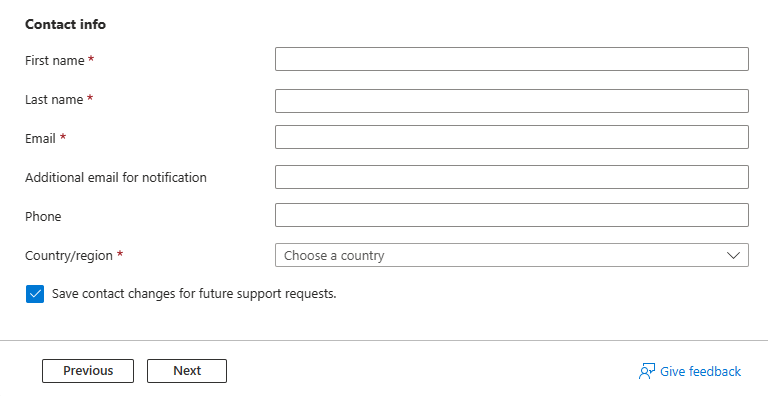 Contact info
First name *
Last name *
Email *
Additional email for notification
Phone
Country/region * Choose a country
Save contact changes for future support requests.
Previous Next Give feedback